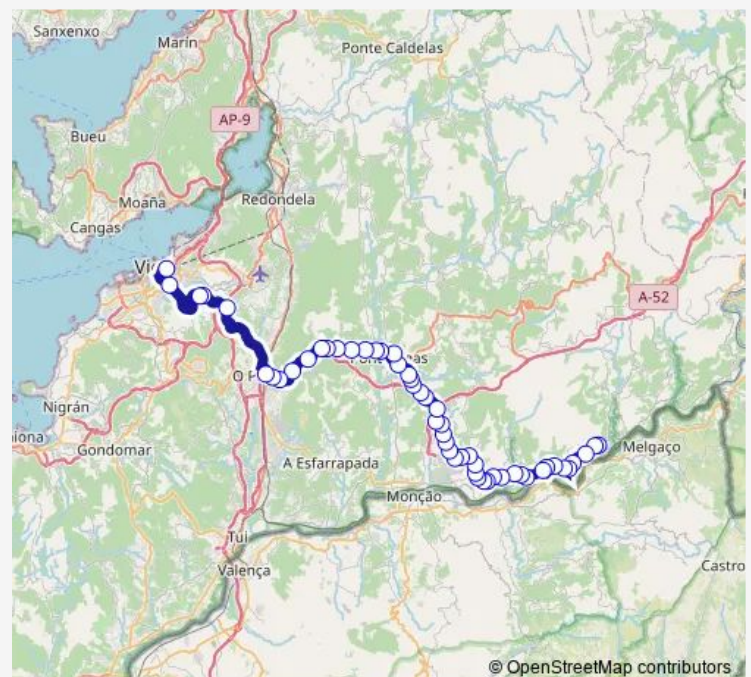 Sanxenxo
Marín
Ponte Caldelas
AP-9
Bueu
Moaña
Redondela
Cangas
A-52
Nigrán
Gondomar
A Esfarrapada
Melgaço
Monção
Tui
Valença
Castro
© OpenStreetMap contributors